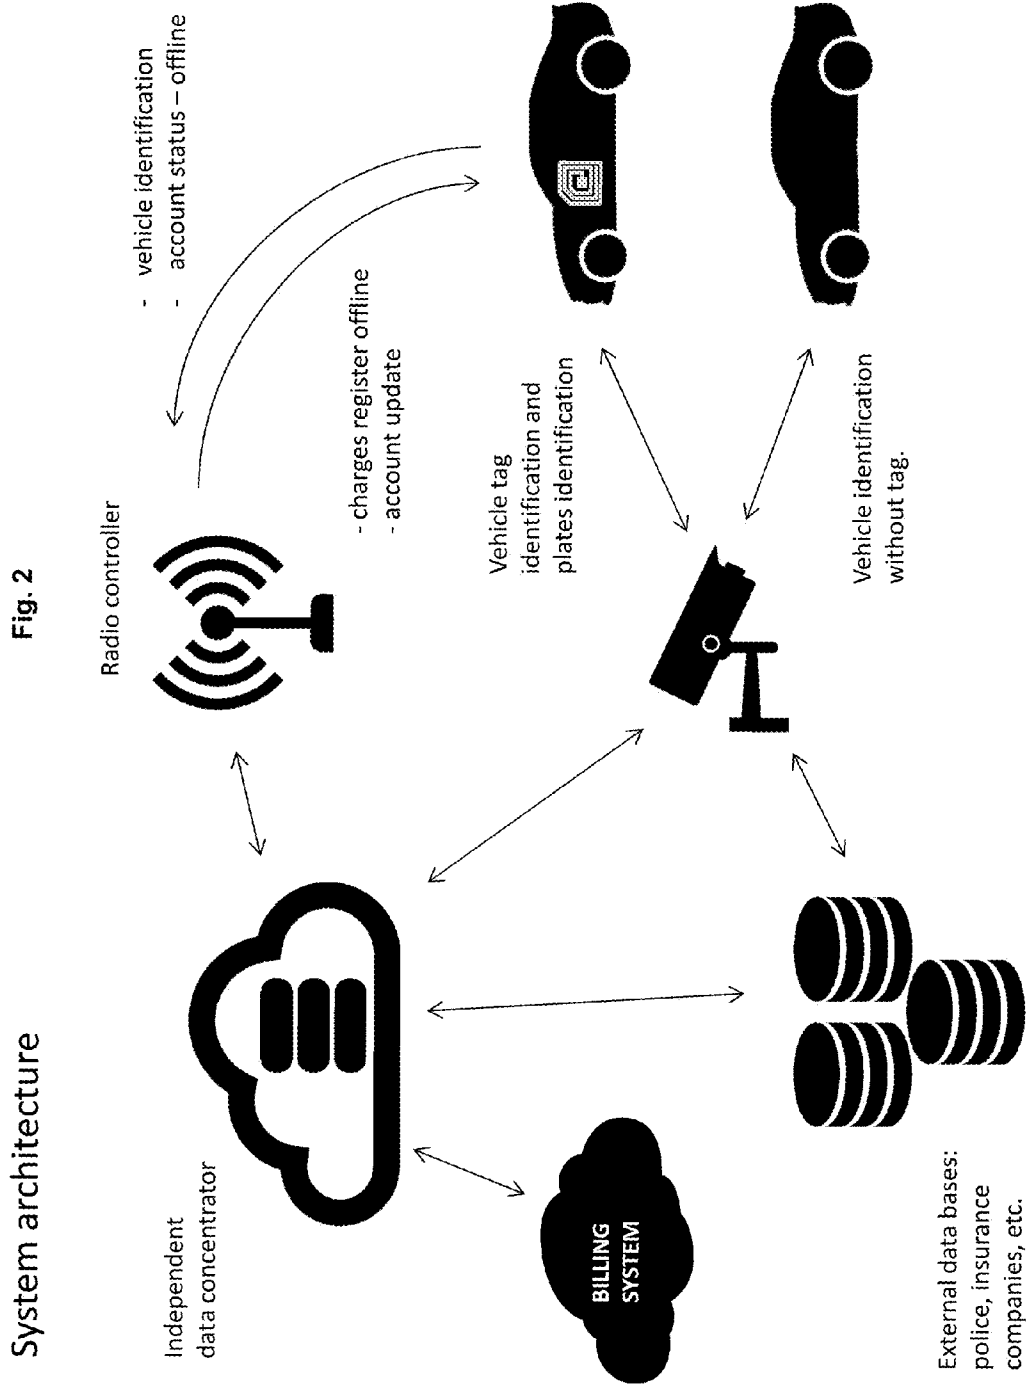 System architecture
Fig. 2
Independent
data concentrator
Radio controller
- vehicle identification
- account status – offline
- charges register offline
- account update
Vehicle tag
identification and
plates identification
BILLING
SYSTEM
Vehicle identification
without tag.
External data bases:
police, insurance
companies, etc.